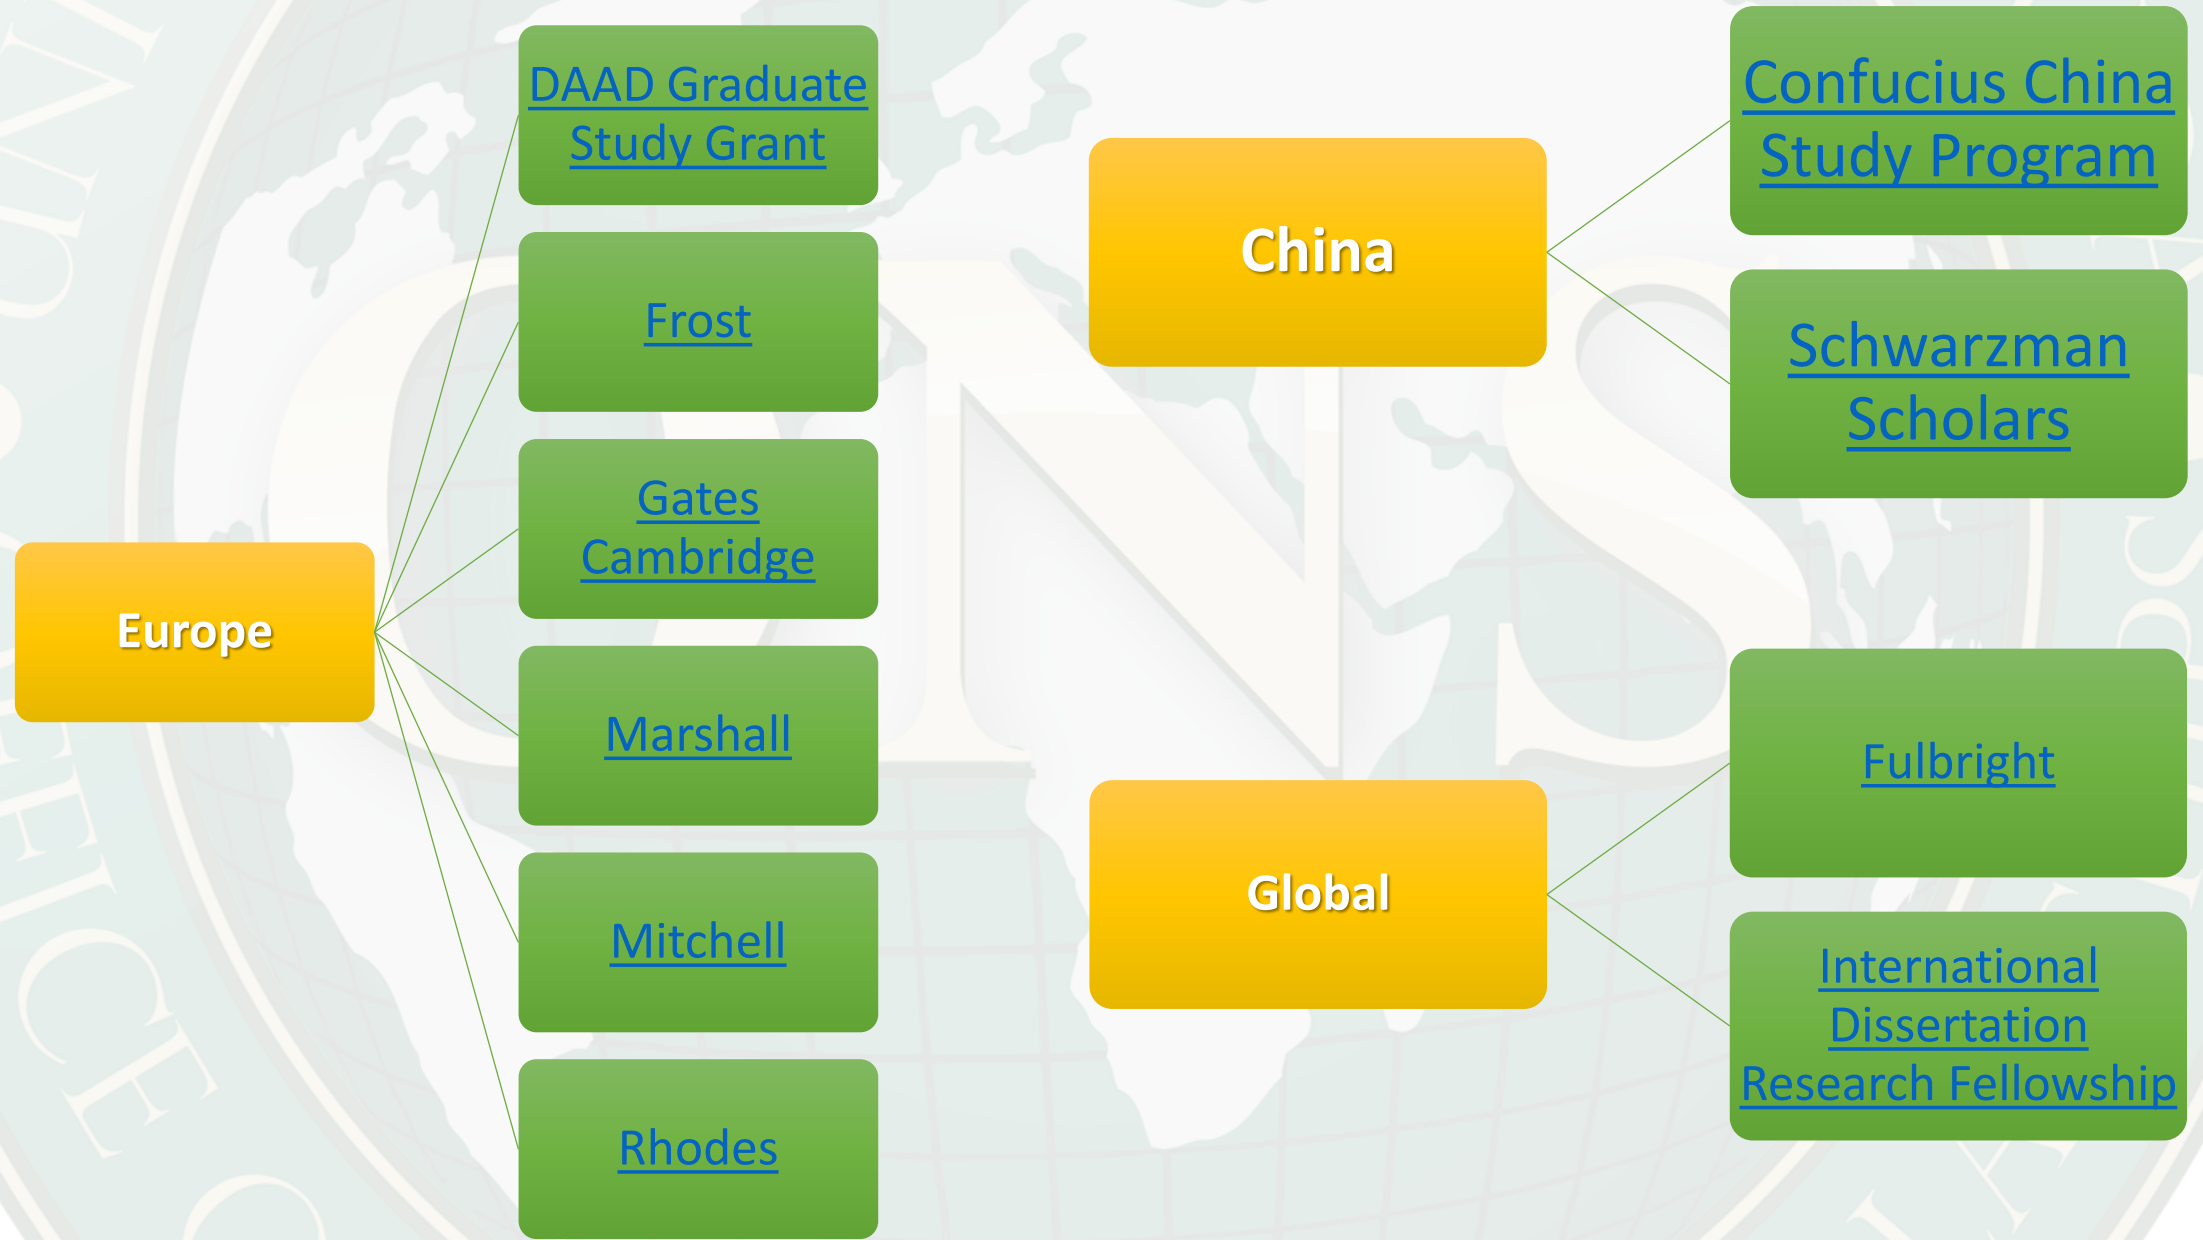 Europe
DAAD Graduate
Study Grant
Frost
Gates
Cambridge
Marshall
Mitchell
Rhodes
China
Confucius China
Study Program
Schwarzman
Scholars
Global
Fulbright
International
Dissertation
Research Fellowship